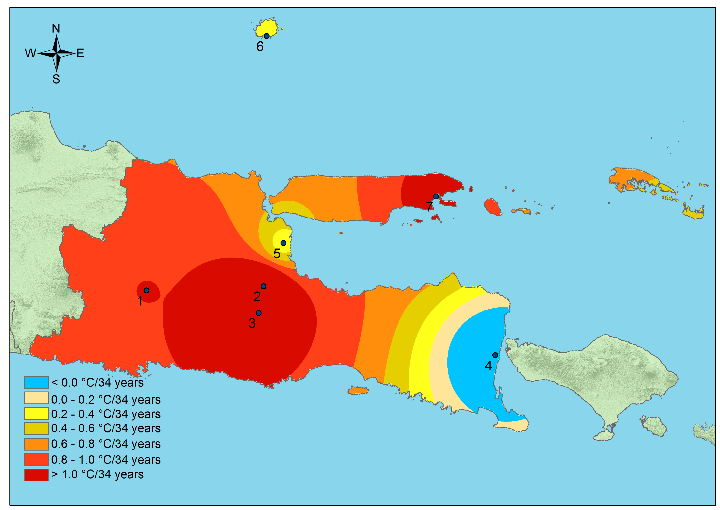 N
W E
S
6
7
5
1
2
3
4
< 0.0 °C/34 years
0.0 - 0.2 °C/34 years
0.2 - 0.4 °C/34 years
0.4 - 0.6 °C/34 years
0.6 - 0.8 °C/34 years
0.8 - 1.0 °C/34 years
> 1.0 °C/34 years